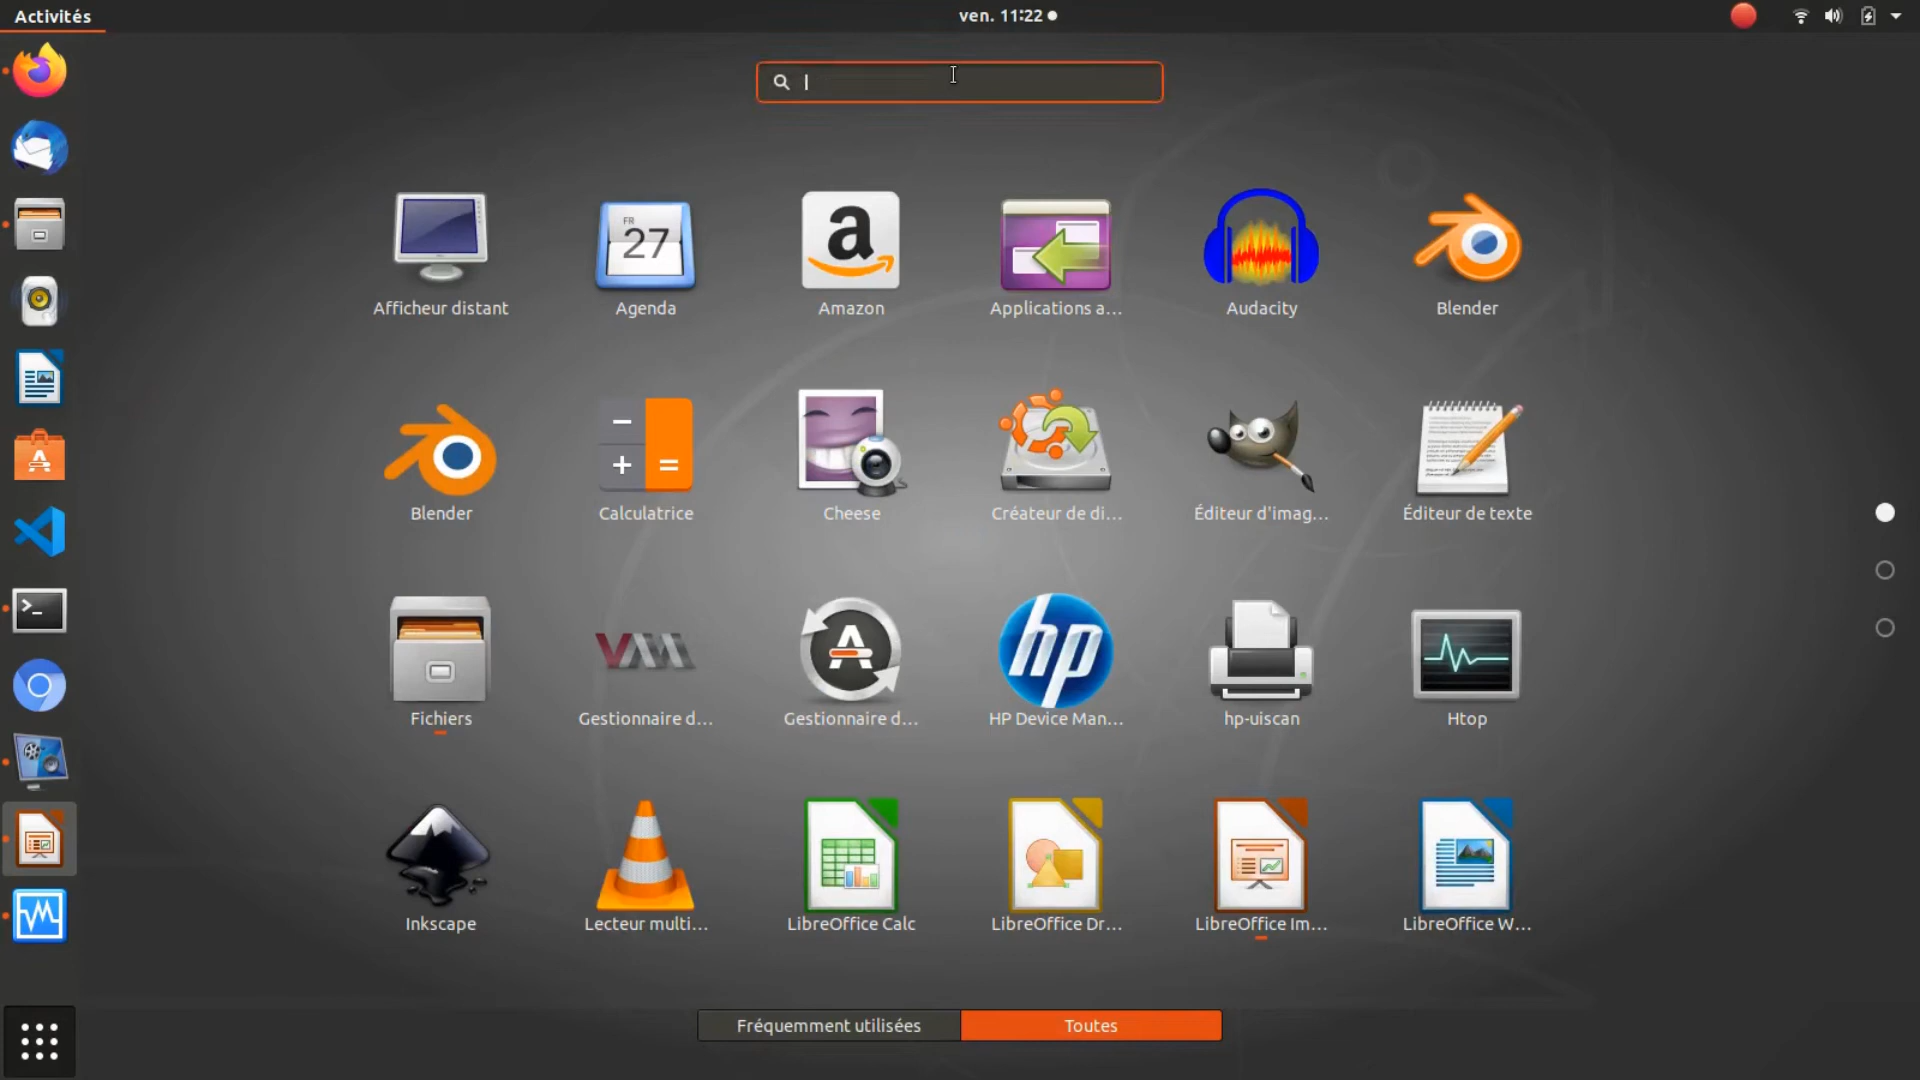 Activités
ven. 11:22
FR
27
Afficheur distant
Agenda
Amazon
Applications a...
Audacity
Blender
Blender
Calculatrice
Cheese
Créateur de di...
Éditeur d'imag...
Éditeur de texte
Fichiers
Gestionnaire d...
Gestionnaire d...
HP Device Man...
hp-uiscan
Htop
Inkscape
Lecteur multi...
LibreOffice Calc
LibreOffice Dr...
LibreOffice Im...
LibreOffice W...
Fréquemment utilisées
Toutes